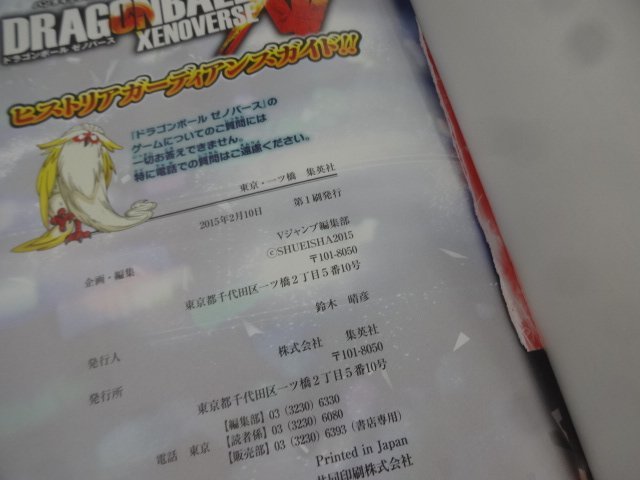 DRAGONBALL
XENOVERSE
ドラゴンボール ゼノバース
ヒストリアガーディアンズガイド!!
『ドラゴンボール ゼノバース』の
ゲームについてのご質問には
一切お答えできません。
特に電話での質問はご遠慮ください。
東京・一ツ橋 集英社
2015年2月10日 第1刷発行
企画・編集
Vジャンプ編集部
©SHUEISHA2015
〒101-8050
東京都千代田区一ツ橋2丁目5番10号
発行人
鈴木 晴彦
発行所
株式会社 集英社
〒101-8050
東京都千代田区一ツ橋2丁目5番10号
電話 東京
【編集部】03 (3230) 6330
【読者係】03 (3230) 6080
【販売部】03 (3230) 6393 (書店専用)
Printed in Japan
共同印刷株式会社